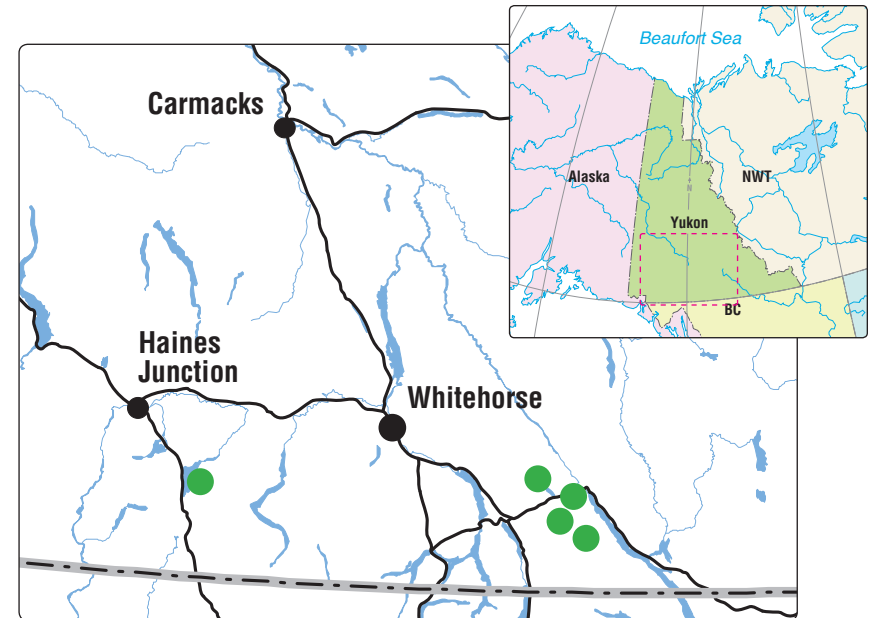 Beaufort Sea
Alaska
NWT
Yukon
BC
Carmacks
Haines
Junction
Whitehorse